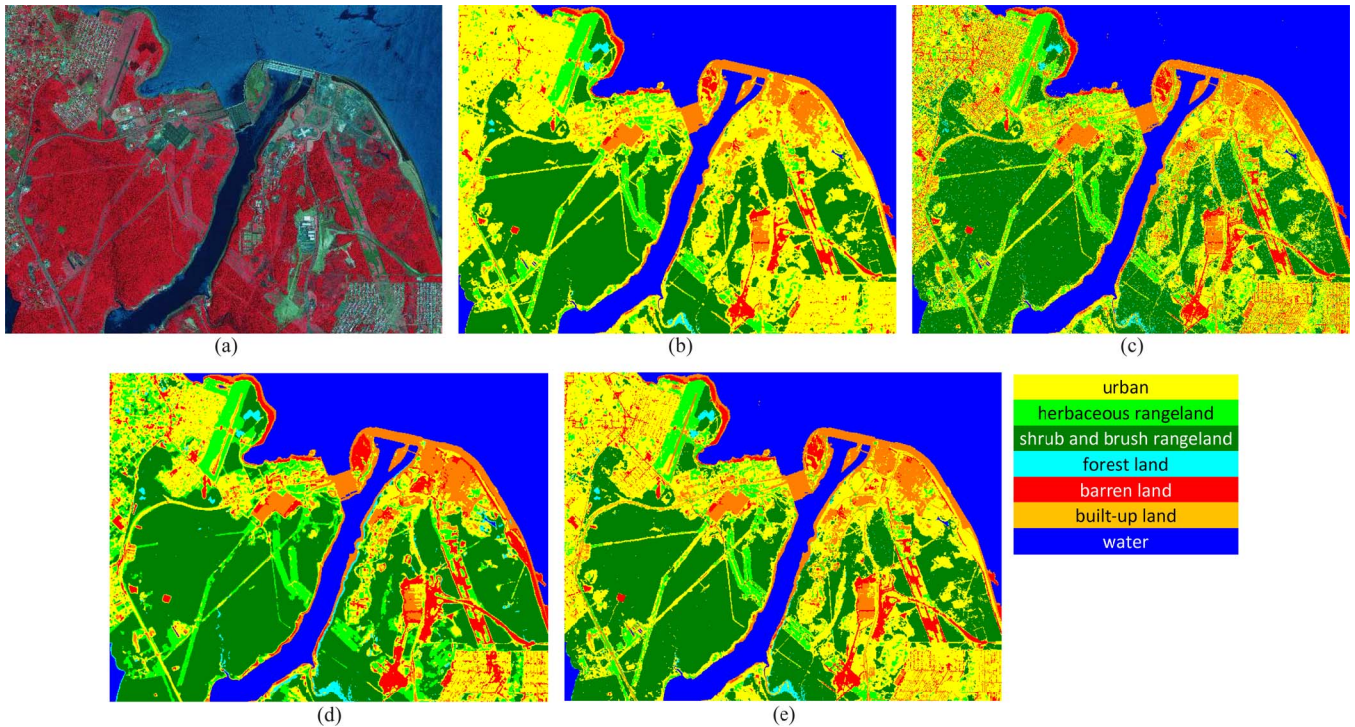 (a)
(b)
(c)
urban
herbaceous rangeland
shrub and brush rangeland
forest land
barren land
built-up land
water
(d)
(e)